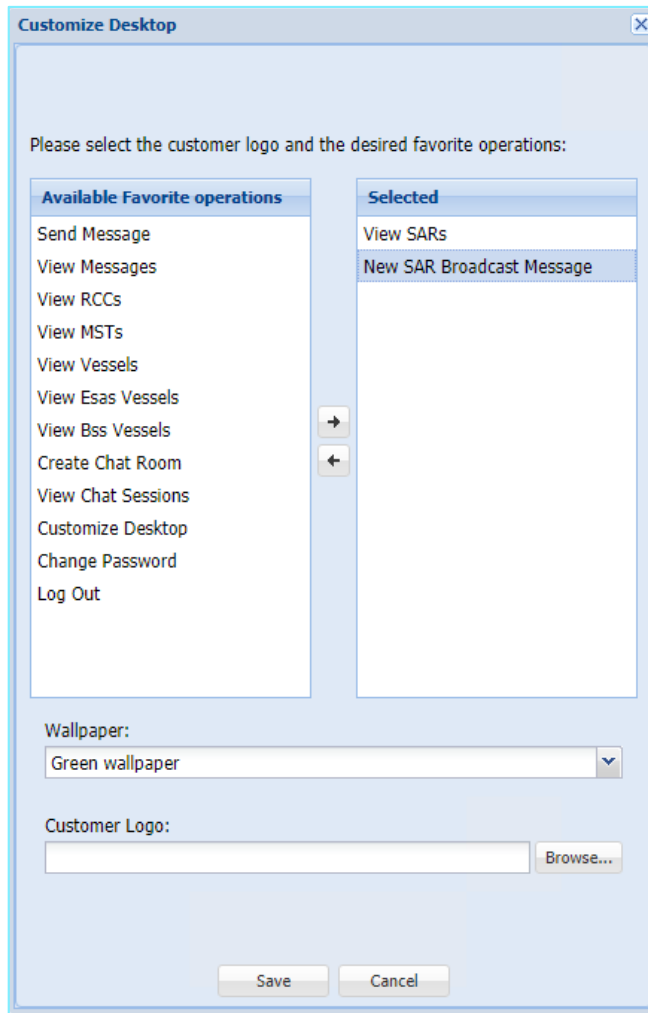 Customize Desktop
Please select the customer logo and the desired favorite operations:
Available Favorite operations
Send Message
View Messages
View RCCs
View MSTs
View Vessels
View Esas Vessels
View Bss Vessels
Create Chat Room
View Chat Sessions
Customize Desktop
Change Password
Log Out
Selected
View SARs
New SAR Broadcast Message
Wallpaper:
Green wallpaper
Customer Logo:
Browse...
Save Cancel